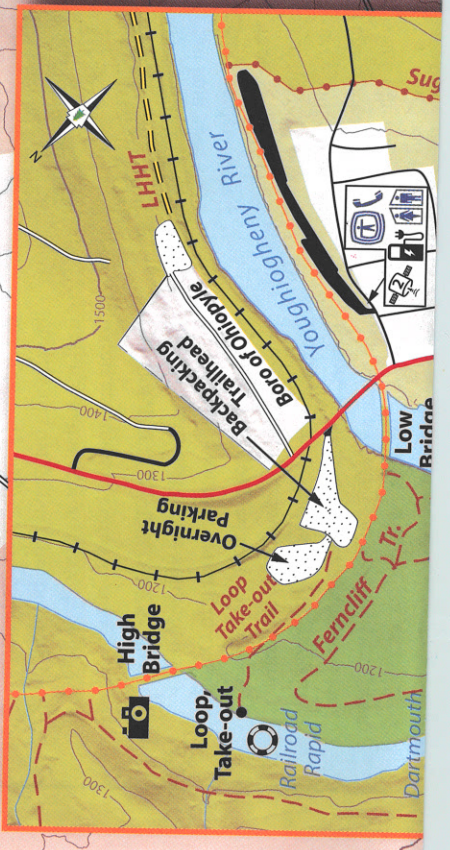 N
LHHT
Youghiogheny River
Sug
2
1500
Boro of Ohiopyle
Backpacking
Trailhead
1400
1300
Low
Bridge
Overnight
Parking
1200
Loop
Take-out
Trail
Ferncliff Tr.
1200
High
Bridge
Loop,
Take-out
Railroad
Rapid
Dartmouth
1300